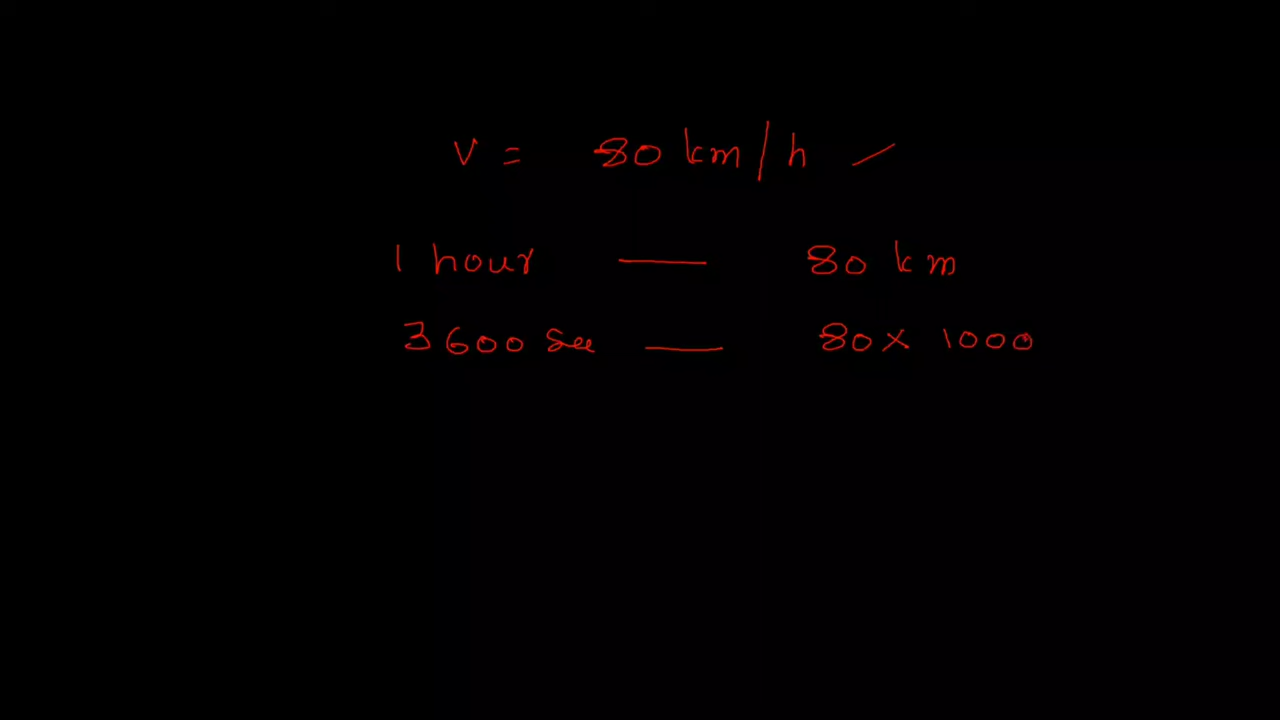 v = 80 km/h
1 hour — 80 km
3600 sec — 80 × 1000